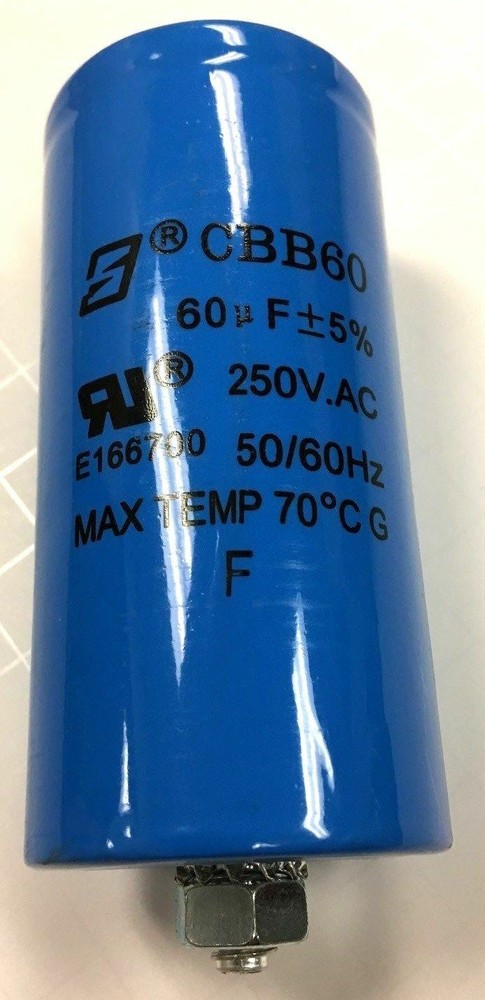 ® CBB60
60µF±5%
® 250V.AC
E166700 50/60Hz
MAX TEMP 70°C G
F